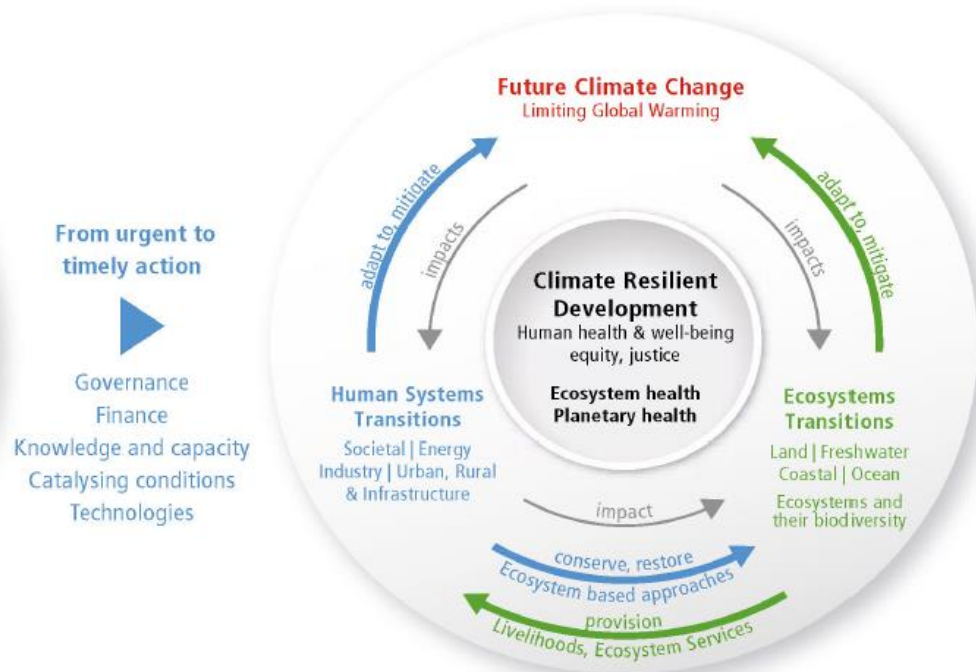 From urgent to
timely action
Governance
Finance
Knowledge and capacity
Catalysing conditions
Technologies
Future Climate Change
Limiting Global Warming
adapt to, mitigate
impacts
impacts
adapt to, mitigate
Climate Resilient
Development
Human health & well-being
equity, justice
Ecosystem health
Planetary health
Human Systems
Transitions
Societal | Energy
Industry | Urban, Rural
& Infrastructure
Ecosystems
Transitions
Land | Freshwater
Coastal | Ocean
Ecosystems and
their biodiversity
impact
conserve, restore
Ecosystem based approaches
provision
Livelihoods, Ecosystem Services